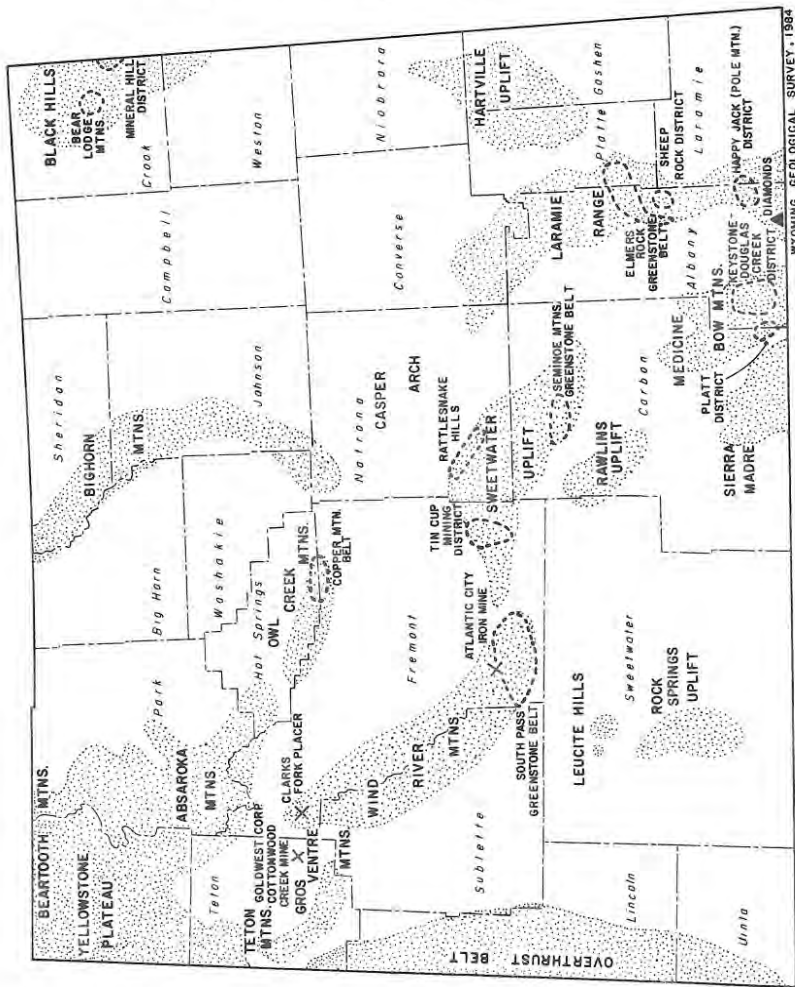 BEARTOOTH
MTNS.
YELLOWSTONE
PLATEAU
ABSAROKA
MTNS.
Park
Big Horn
Sheridan
BIGHORN
MTNS.
Campbell
Johnson
BLACK HILLS
BEAR
LODGE
MTNS.
MINERAL HILL
DISTRICT
Crook
Weston
Teton
TETON
MTNS.
GOLDWEST CORP.
COTTONWOOD
CREEK MINE
GROS
VENTRE
MTNS.
CLARKS
FORK PLACER
Hot Springs
Washakie
OWL
CREEK
MTNS.
COPPER MTN.
BELT
WIND
RIVER
MTNS.
Fremont
Natrona
CASPER
ARCH
Converse
Niobrara
HARTVILLE
UPLIFT
ATLANTIC CITY
IRON MINE
SOUTH PASS
GREENSTONE BELT
TIN CUP
MINING
DISTRICT
RATTLESNAKE
HILLS
SWEETWATER
UPLIFT
SEMINOE MTNS.
GREENSTONE BELT
LARAMIE
RANGE
Platte
Goshen
ELMERS
ROCK
GREENSTONE
BELT
SHEEP
ROCK DISTRICT
Sublette
Lincoln
Uinta
OVERTHRUST BELT
LEUCITE HILLS
Sweetwater
ROCK
SPRINGS
UPLIFT
RAWLINS
UPLIFT
Carbon
Albany
Laramie
MEDICINE
BOW MTNS.
SIERRA
MADRE
PLATT
DISTRICT
KEYSTONE-
DOUGLAS
CREEK
DISTRICT
HAPPY JACK (POLE MTN.)
DISTRICT
DIAMONDS
WYOMING GEOLOGICAL SURVEY, 1984